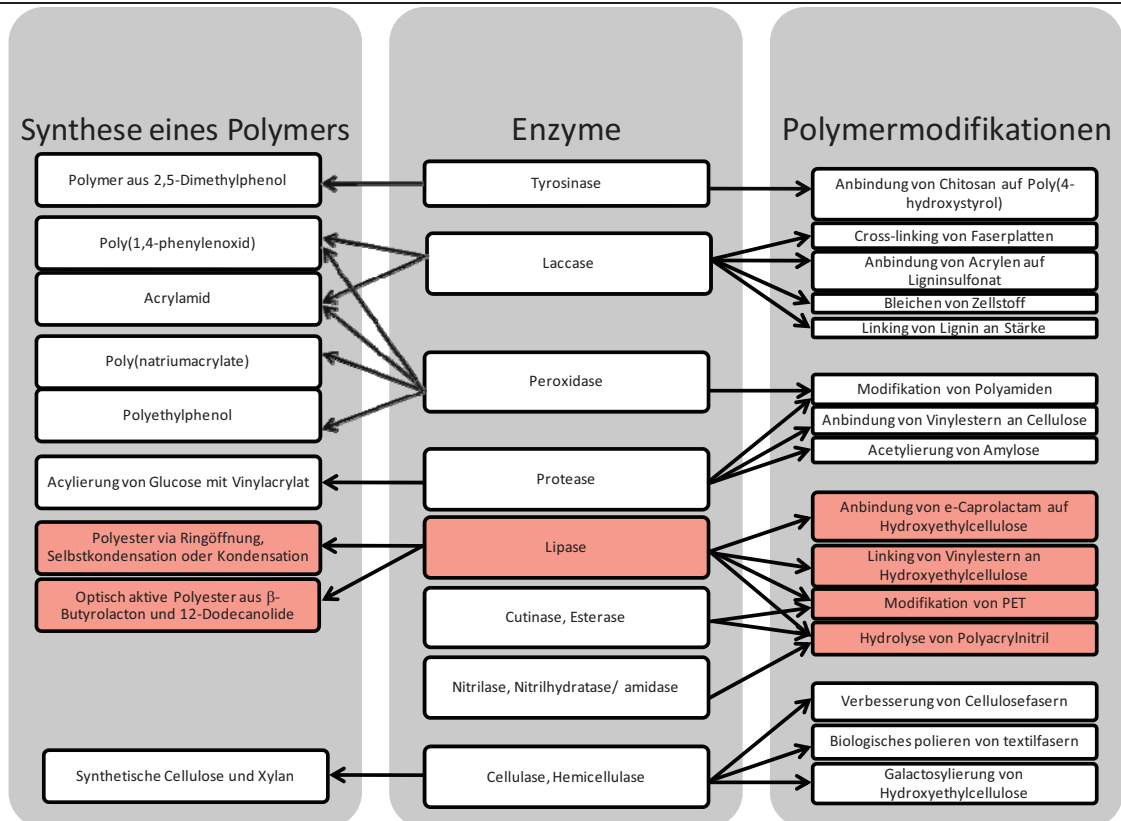 Synthese eines Polymers
Polymer aus 2,5-Dimethylphenol
Poly(1,4-phenylenoxid)
Acrylamid
Poly(natriumacrylate)
Polyethylphenol
Acylierung von Glucose mit Vinylacrylat
Polyester via Ringöffnung,
Selbstkondensation oder Kondensation
Optisch aktive Polyester aus β-
Butyrolacton und 12-Dodecanolide
Synthetische Cellulose und Xylan
Enzyme
Tyrosinase
Laccase
Peroxidase
Protease
Lipase
Cutinase, Esterase
Nitrilase, Nitrilhydratase/ amidase
Cellulase, Hemicellulase
Polymermodifikationen
Anbindung von Chitosan auf Poly(4-
hydroxystyrol)
Cross-linking von Faserplatten
Anbindung von Acrylen auf
Ligninsulfonat
Bleichen von Zellstoff
Linking von Lignin an Stärke
Modifikation von Polyamiden
Anbindung von Vinylestern an Cellulose
Acetylierung von Amylose
Anbindung von e-Caprolactam auf
Hydroxyethylcellulose
Linking von Vinylestern an
Hydroxyethylcellulose
Modifikation von PET
Hydrolyse von Polyacrylnitril
Verbesserung von Cellulosefasern
Biologisches polieren von textilfasern
Galactosylierung von
Hydroxyethylcellulose